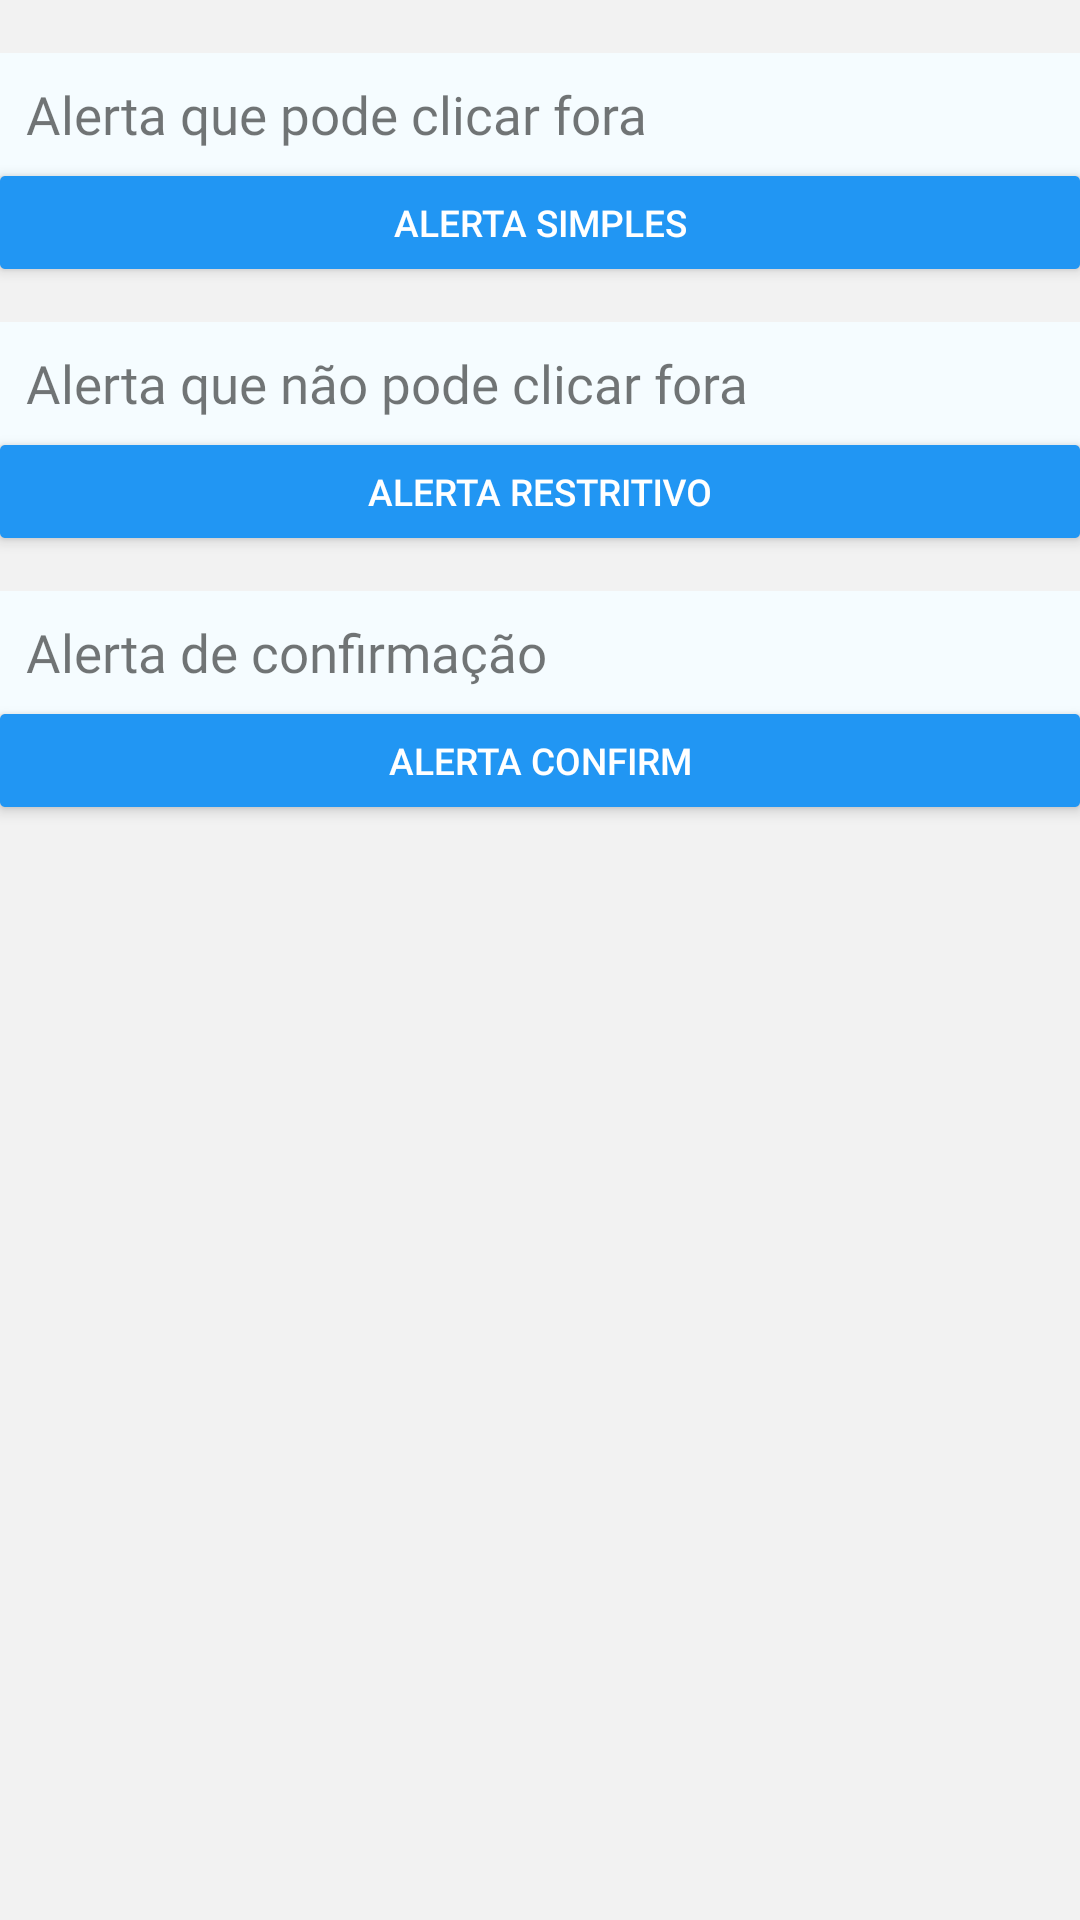 Alerta que pode clicar fora
ALERTA SIMPLES
Alerta que não pode clicar fora
ALERTA RESTRITIVO
Alerta de confirmação
ALERTA CONFIRM